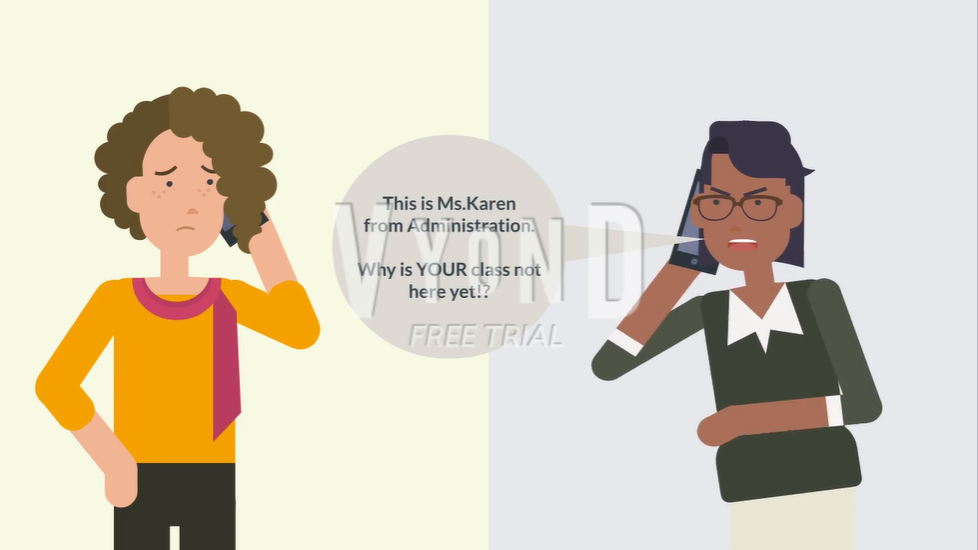 This is Ms.Karen
from Administration.
Why is YOUR class not
here yet!?
VYOND
FREE TRIAL